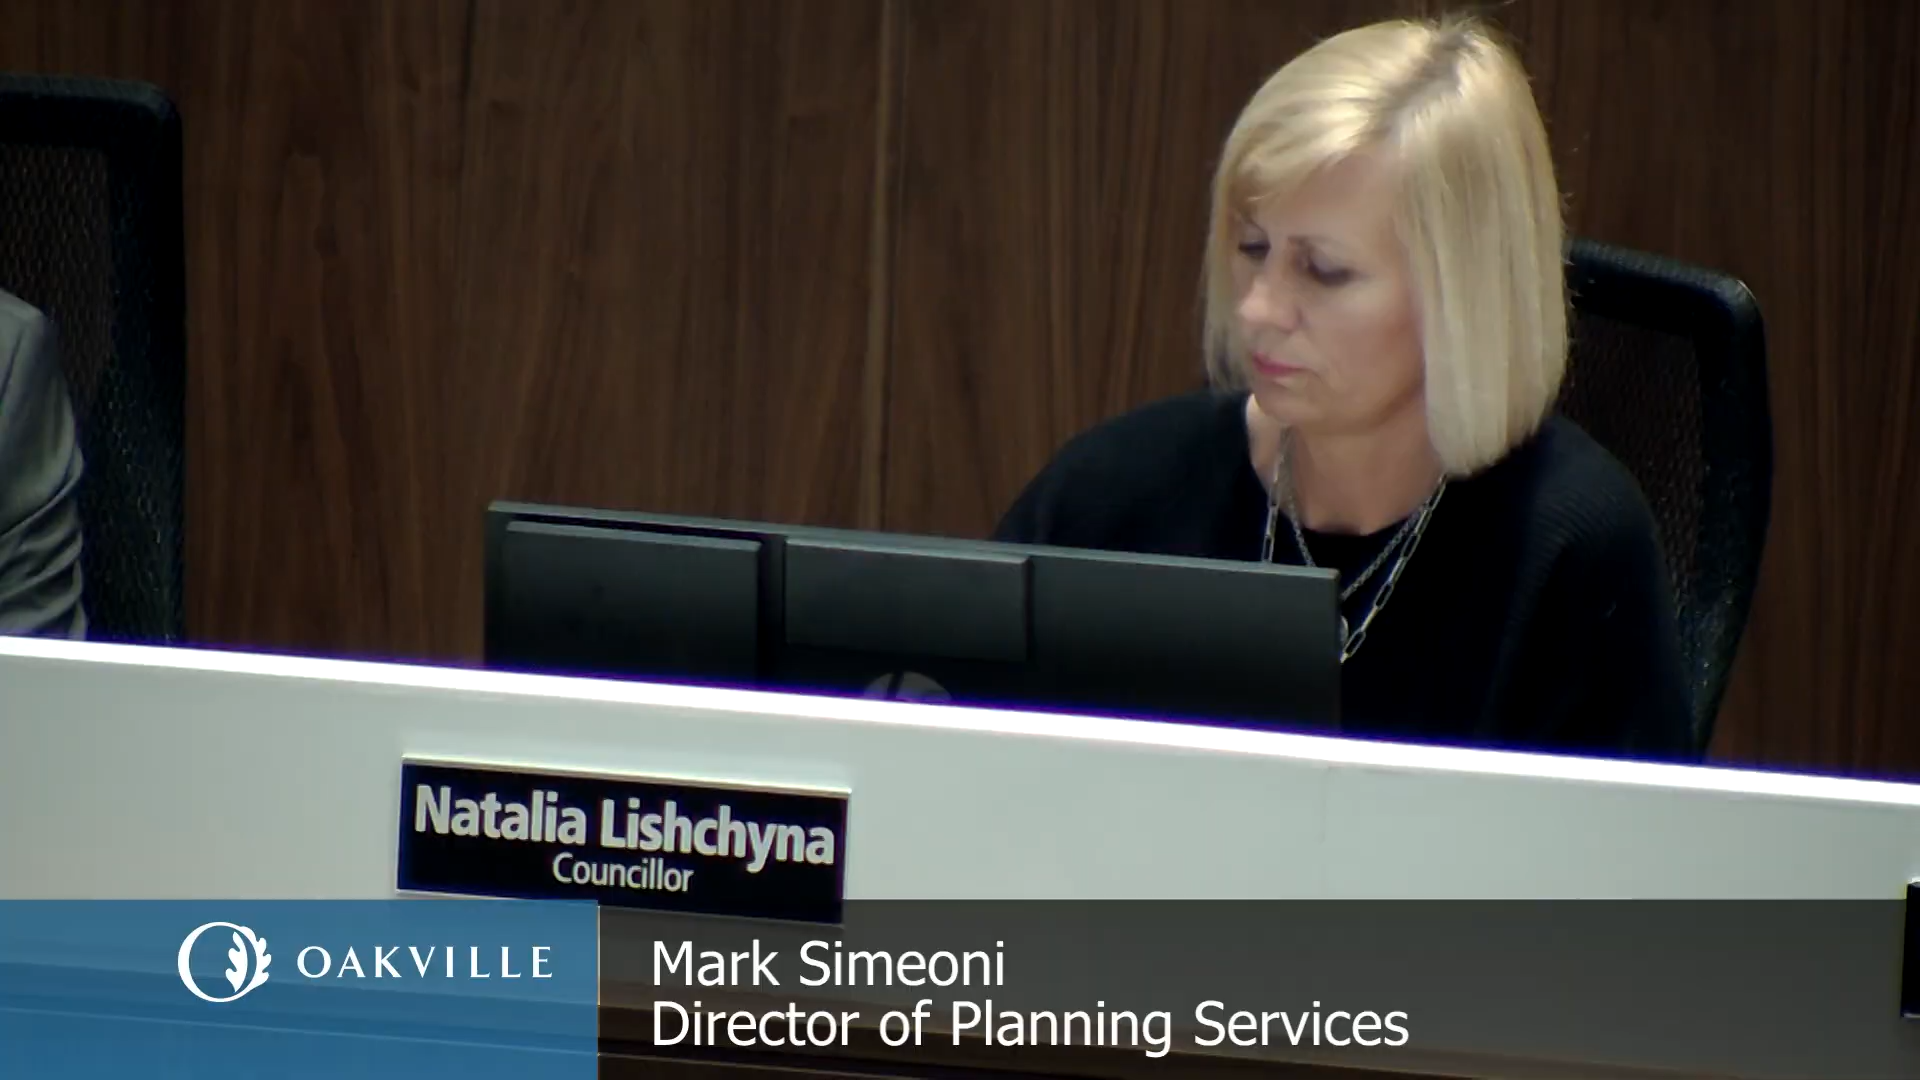 Natalia Lishchyna
Councillor
OAKVILLE
Mark Simeoni
Director of Planning Services